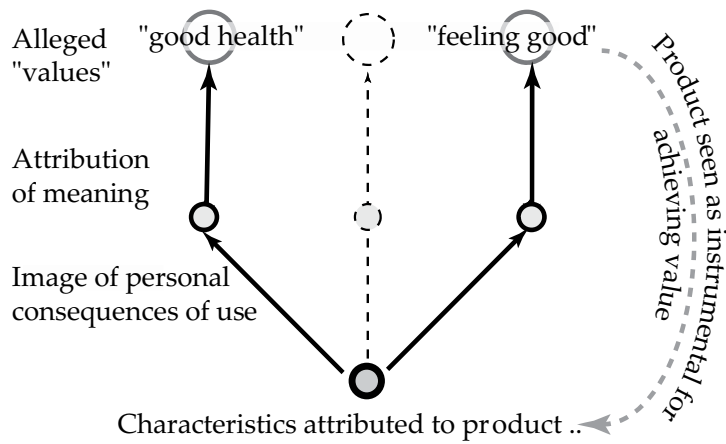 Alleged
"values"
"good health"
"feeling good"
Attribution
of meaning
Image of personal
consequences of use
Product seen as instrumental for
achieving value
Characteristics attributed to product ..